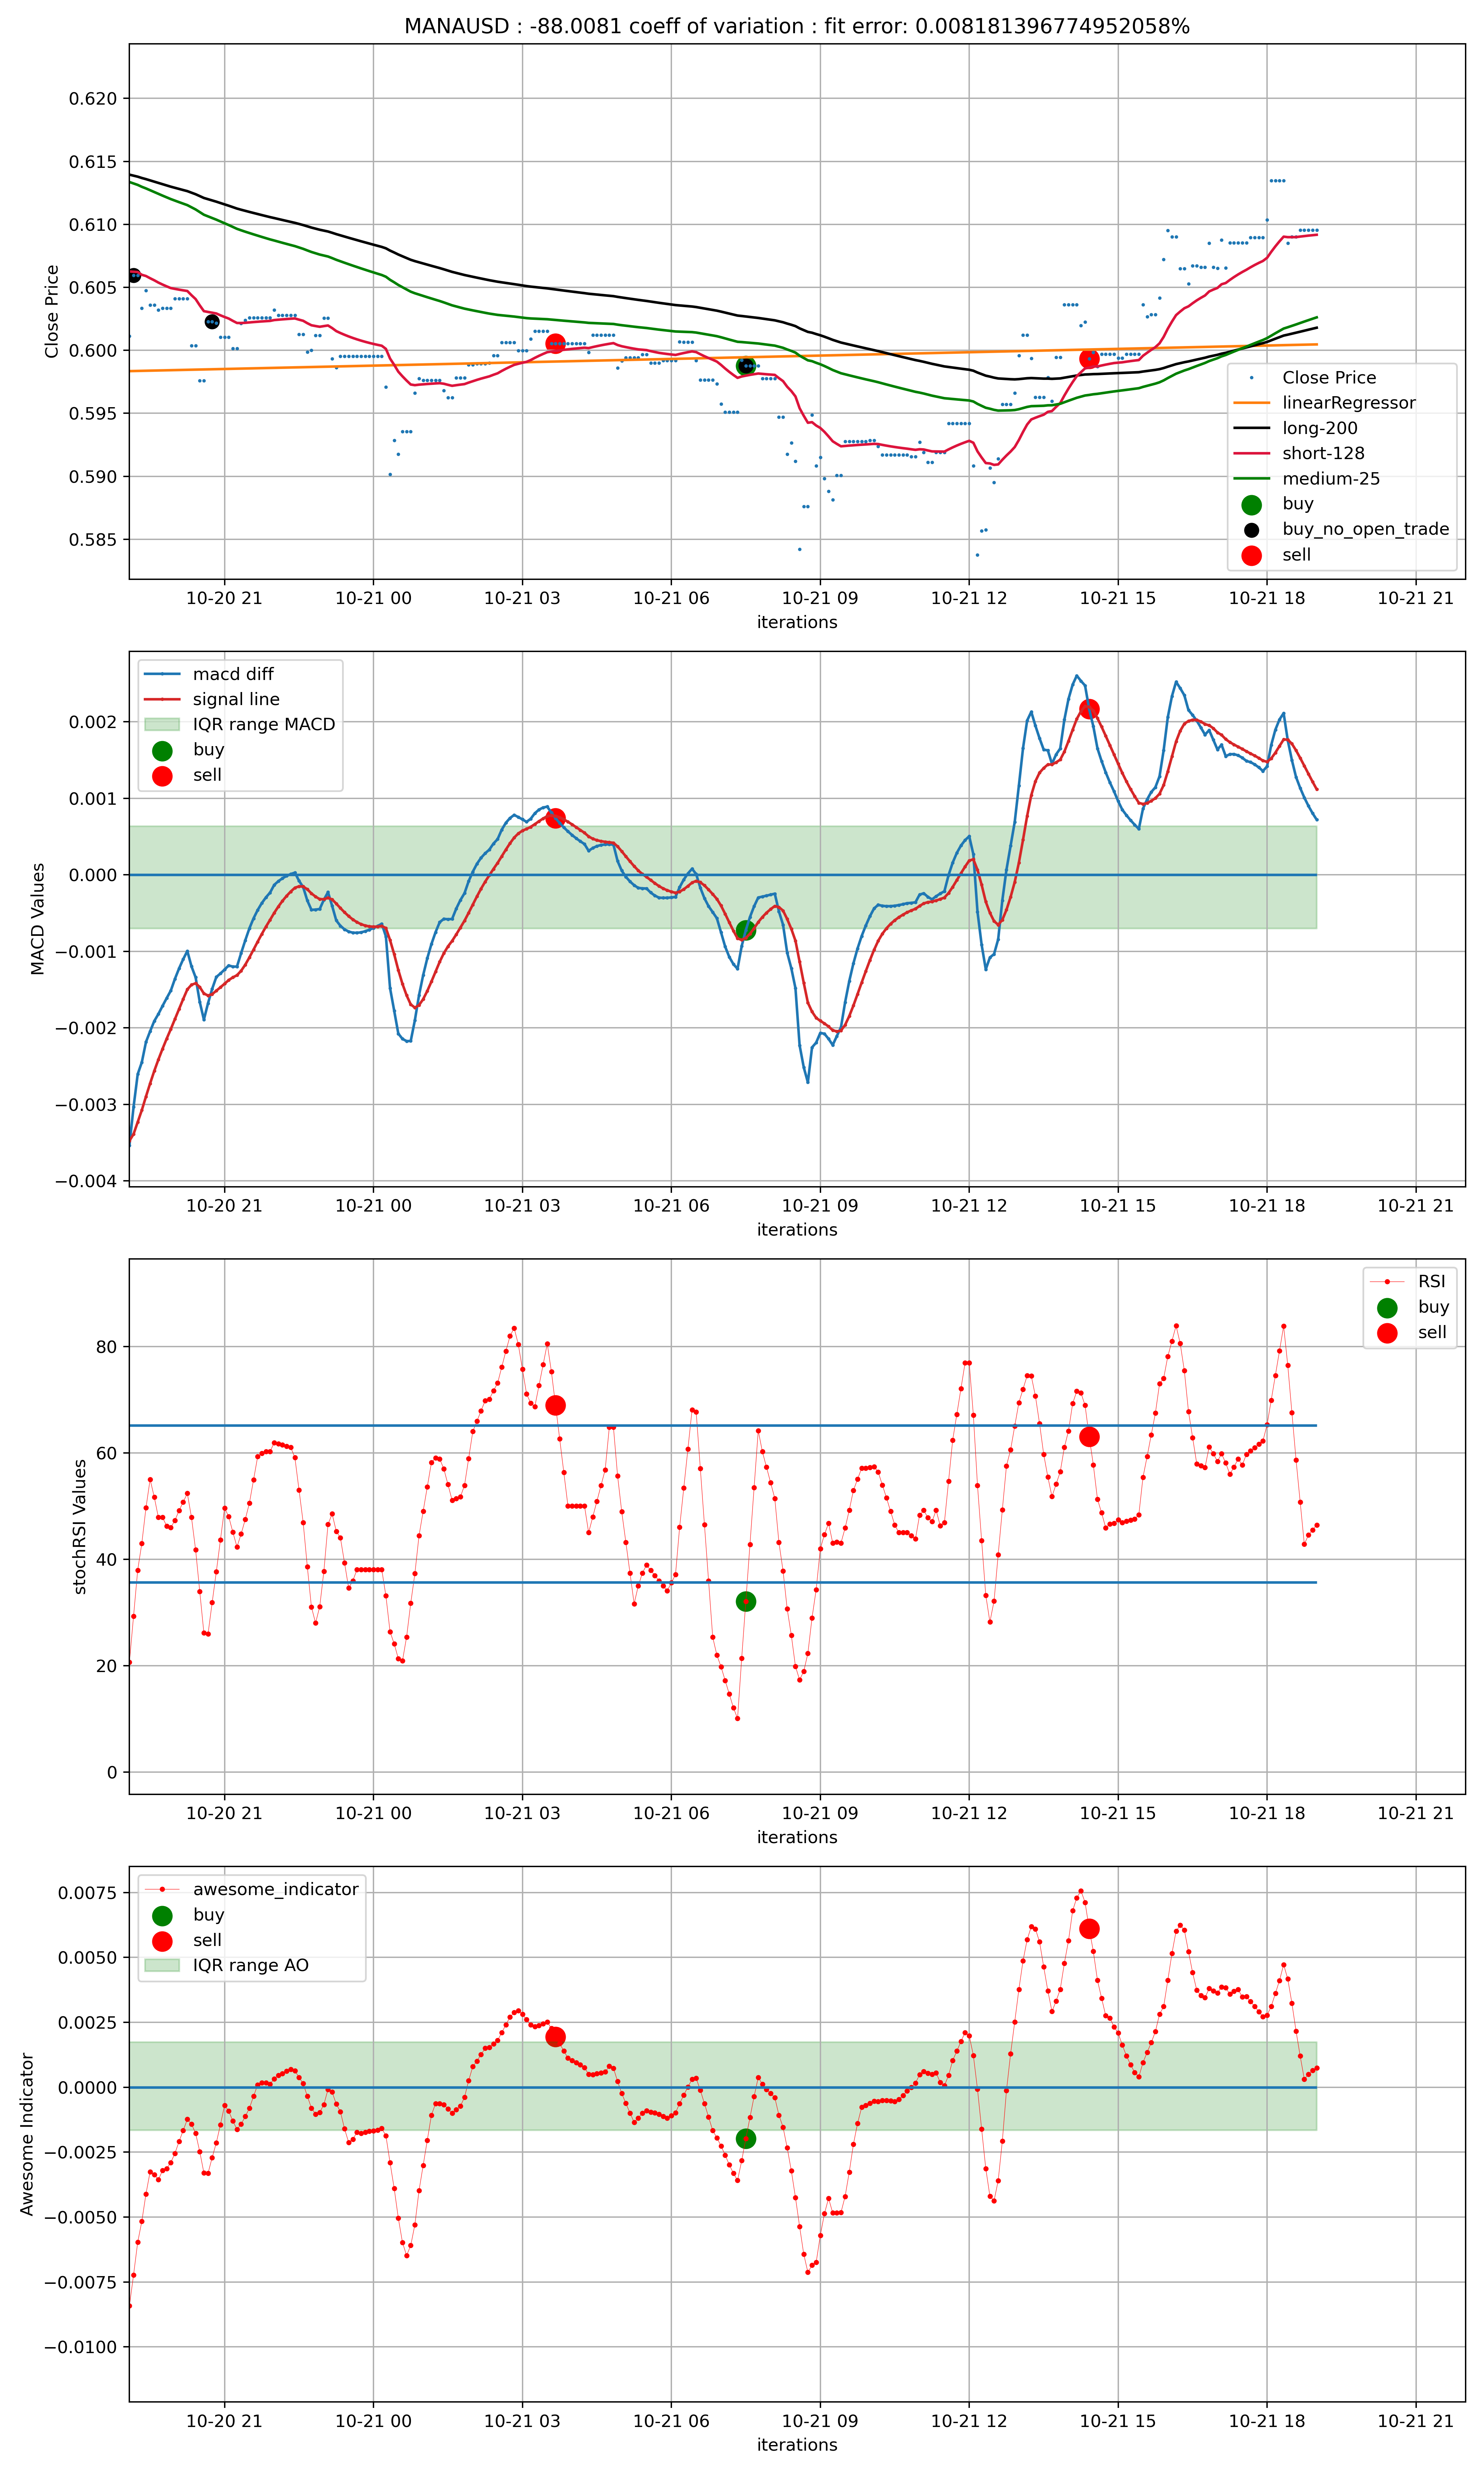 MANAUSD : -88.0081 coeff of variation : fit error: 0.008181396774952058%
Close Price
0.620
0.615
0.610
0.605
0.600
0.595
0.590
0.585
Close Price
linearRegressor
long-200
short-128
medium-25
buy
buy_no_open_trade
sell
10-20 21 10-21 00 10-21 03 10-21 06 10-21 09 10-21 12 10-21 15 10-21 18 10-21 21
iterations
MACD Values
0.002
0.001
0.000
−0.001
−0.002
−0.003
−0.004
macd diff
signal line
IQR range MACD
buy
sell
10-20 21 10-21 00 10-21 03 10-21 06 10-21 09 10-21 12 10-21 15 10-21 18 10-21 21
iterations
stochRSI Values
80
60
40
20
0
RSI
buy
sell
10-20 21 10-21 00 10-21 03 10-21 06 10-21 09 10-21 12 10-21 15 10-21 18 10-21 21
iterations
Awesome Indicator
0.0075
0.0050
0.0025
0.0000
−0.0025
−0.0050
−0.0075
−0.0100
awesome_indicator
buy
sell
IQR range AO
10-20 21 10-21 00 10-21 03 10-21 06 10-21 09 10-21 12 10-21 15 10-21 18 10-21 21
iterations